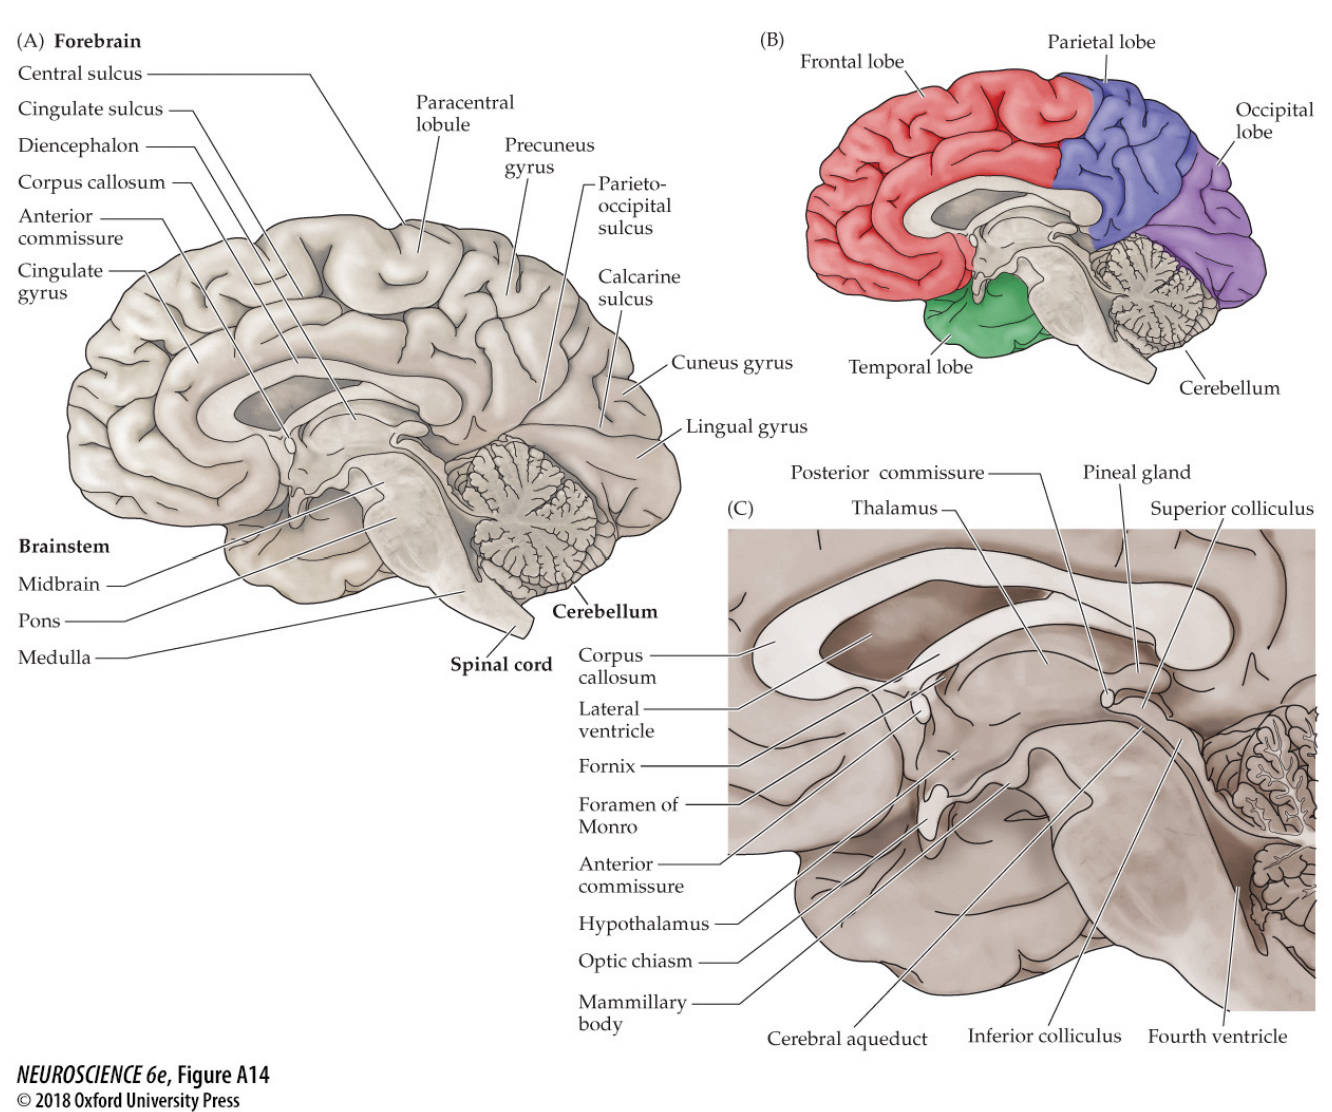 (A) Forebrain
Central sulcus
Cingulate sulcus
Diencephalon
Corpus callosum
Anterior
commissure
Cingulate
gyrus
Paracentral
lobule
Precuneus
gyrus
Parieto-
occipital
sulcus
Calcarine
sulcus
Cuneus gyrus
Lingual gyrus
Brainstem
Midbrain
Pons
Medulla
Cerebellum
Spinal cord
(B)
Frontal lobe
Parietal lobe
Occipital
lobe
Temporal lobe
Cerebellum
(C)
Posterior commissure
Pineal gland
Thalamus
Superior colliculus
Corpus
callosum
Lateral
ventricle
Fornix
Foramen of
Monro
Anterior
commissure
Hypothalamus
Optic chiasm
Mammillary
body
Cerebral aqueduct
Inferior colliculus
Fourth ventricle
NEUROSCIENCE 6e, Figure A14
© 2018 Oxford University Press